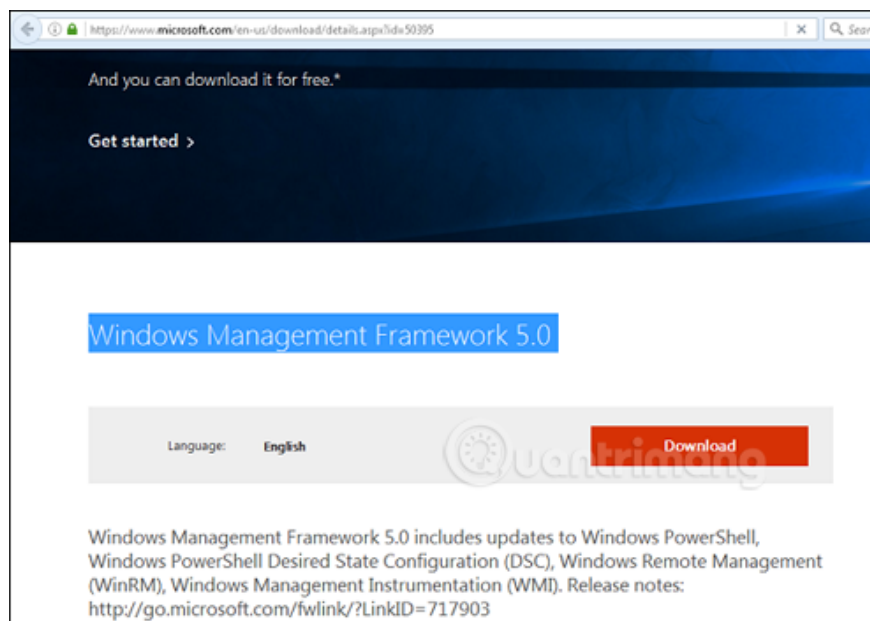 https://www.microsoft.com/en-us/download/details.aspx?id=50395
Sear
And you can download it for free.*
Get started >
Windows Management Framework 5.0
Language: English Download
Quantrimang
Windows Management Framework 5.0 includes updates to Windows PowerShell,
Windows PowerShell Desired State Configuration (DSC), Windows Remote Management
(WinRM), Windows Management Instrumentation (WMI). Release notes:
http://go.microsoft.com/fwlink/?LinkID=717903